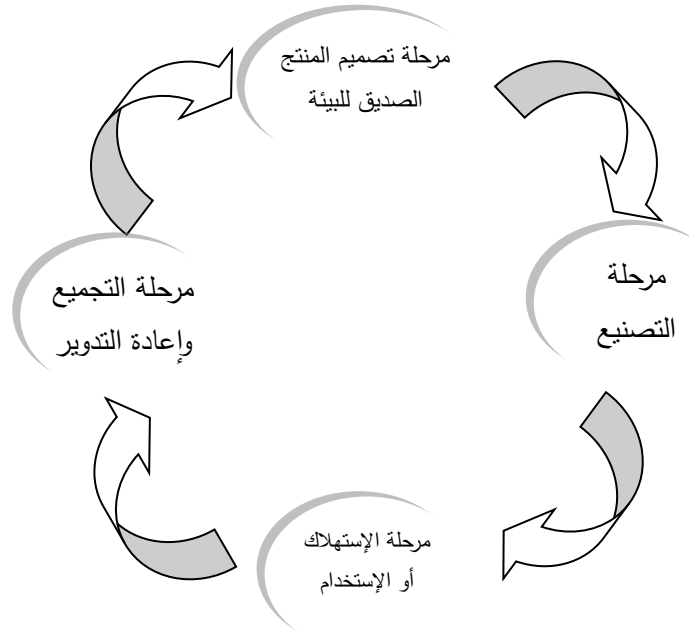 مرحلة تصميم المنتج
الصديق للبيئة
مرحلة
التصنيع
مرحلة الإستهلاك
أو الإستخدام
مرحلة التجميع
وإعادة التدوير